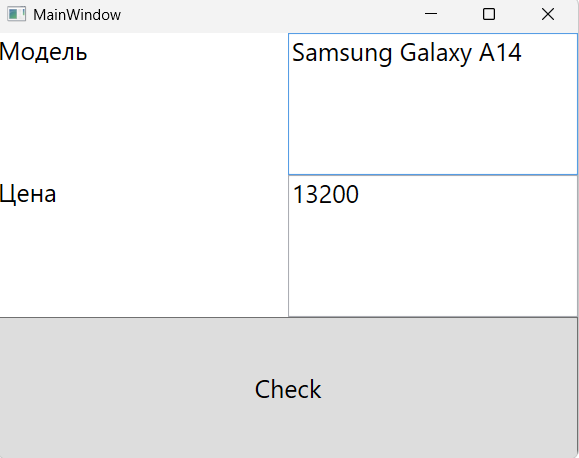 MainWindow
Модель
Samsung Galaxy A14
Цена
13200
Check